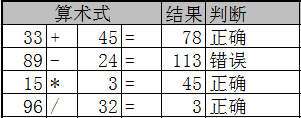 算术式 结果 判断
33 + 45 = 78 正确
89 - 24 = 113 错误
15 * 3 = 45 正确
96 / 32 = 3 正确